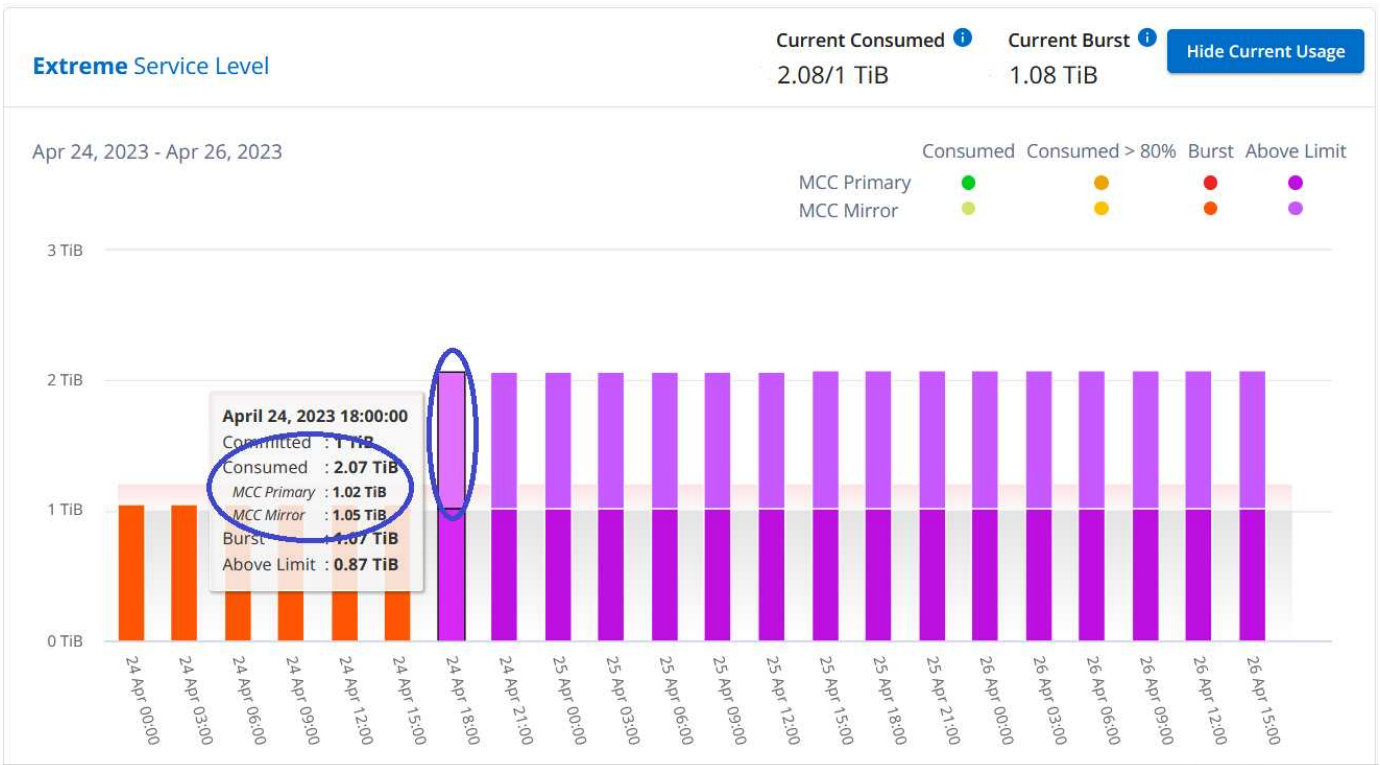 Extreme Service Level
Current Consumed
2.08/1 TiB
Current Burst
1.08 TiB
Hide Current Usage
Apr 24, 2023 - Apr 26, 2023
Consumed Consumed > 80% Burst Above Limit
MCC Primary
MCC Mirror
3 TiB
2 TiB
1 TiB
0 TiB
April 24, 2023 18:00:00
Committed : 1 TiB
Consumed : 2.07 TiB
MCC Primary : 1.02 TiB
MCC Mirror : 1.05 TiB
Burst : 1.07 TiB
Above Limit : 0.87 TiB
24 Apr 00:00
24 Apr 03:00
24 Apr 06:00
24 Apr 09:00
24 Apr 12:00
24 Apr 15:00
24 Apr 18:00
24 Apr 21:00
25 Apr 00:00
25 Apr 03:00
25 Apr 06:00
25 Apr 09:00
25 Apr 12:00
25 Apr 15:00
25 Apr 18:00
25 Apr 21:00
26 Apr 00:00
26 Apr 03:00
26 Apr 06:00
26 Apr 09:00
26 Apr 12:00
26 Apr 15:00